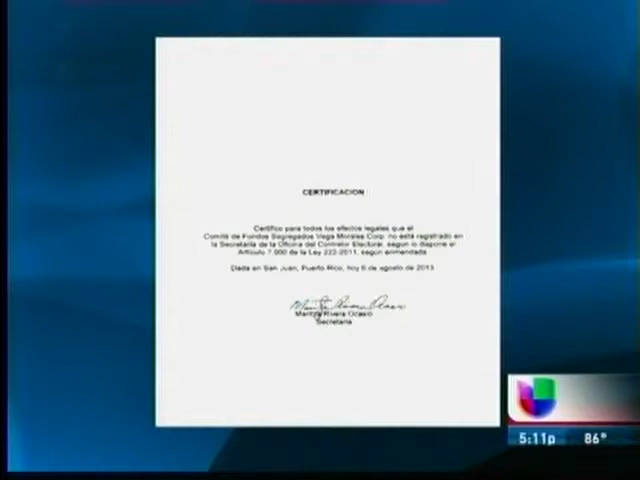 CERTIFICACION
Certifico para todos los efectos legales que el
Comité de Fondos Segregados Vega Morales Corp. no está registrado en
la Secretaría de la Oficina del Contralor Electoral, según lo dispone el
Artículo 7.000 de la Ley 222-2011, según enmendada
Dada en San Juan, Puerto Rico, hoy 6 de agosto de 2013
Maritza Rivera Ocasio
Secretaria
5:11p 86°